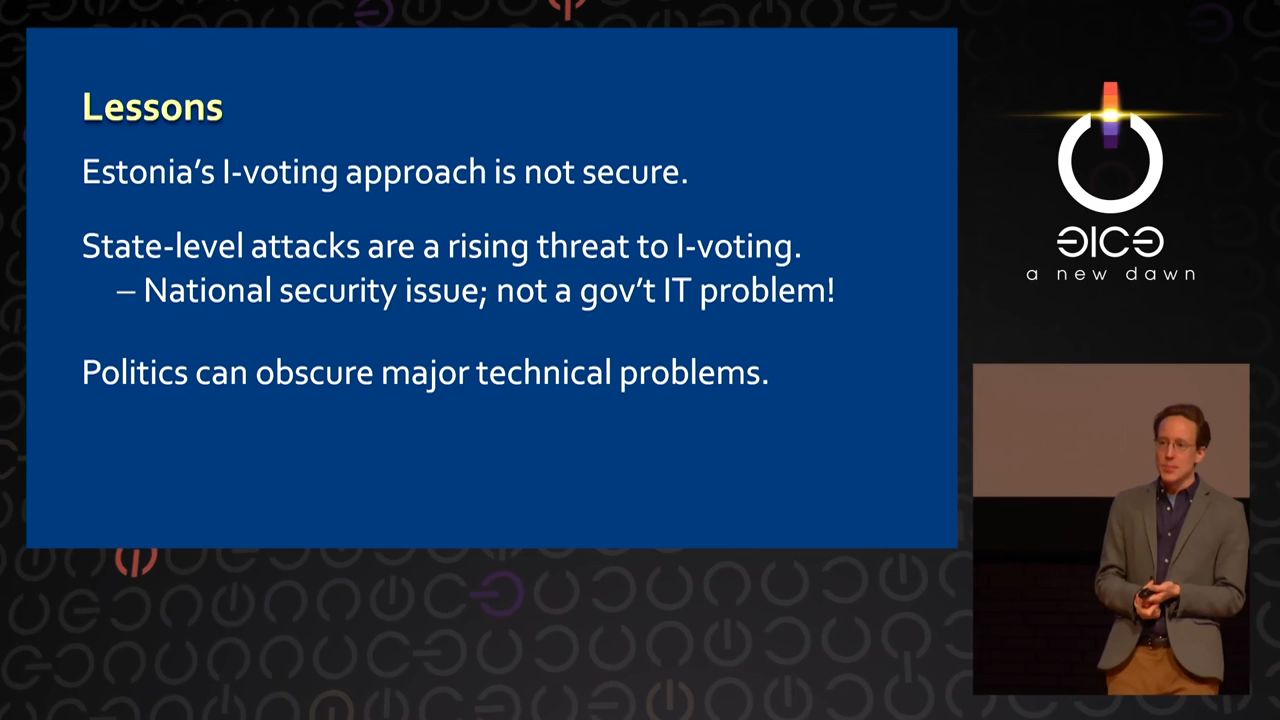 Lessons
Estonia's I-voting approach is not secure.
State-level attacks are a rising threat to I-voting.
– National security issue; not a gov't IT problem!
Politics can obscure major technical problems.
a new dawn